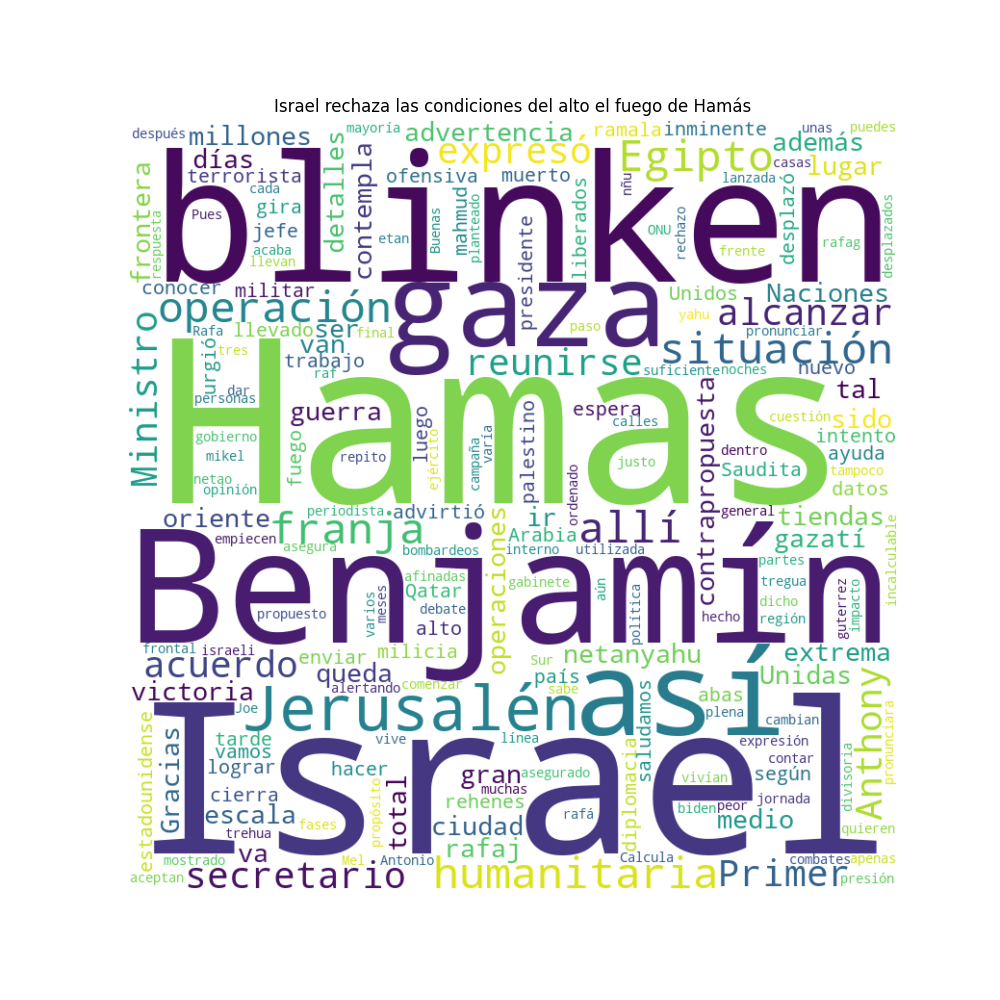 Israel rechaza las condiciones del alto el fuego de Hamás
después
millones
mayoría
advertencia
ramala
inminente
unas
puedes
días
expresó
Egipto
además
terrorista
contempla
ofensiva
muerto
casas
lugar
frontera
respuesta
cada
gira
detalles
lanzada
Pues
jefe
Buenas
mahmud
planteado
liberados
ñu
ONU
rechazo
desplazó
desplazados
acaba
llevan
etan
presidente
frente
rafag
blinken
conocer
militar
gaza
Unidos
Naciones
operación
yahu
alcanzar
Ministro
Rafa
llevado
ser
final
paso
pronunciar
urgió
tres
van
reunirse
situación
trabajo
raf
suficiente
noches
nuevo
dar
personas
Hamas
tal
guerra
luego
espera
calles
contrapropuesta
cuestión
sido
gobierno
fuego
ejército
campaña
varía
palestino
dentro
intento
mikel
repito
justo
ayuda
netao
opinión
Saudita
tampoco
datos
ordenado
oriente
periodista
advirtió
ir
general
tiendas
empiecen
franja
Arabia
allí
gazatí
incalculable
asegura
bombardeos
operaciones
interno
utilizada
partes
afinadas
gabinete
aún
política
tregua
Qatar
dicho
guterrez
impacto
Benjamín
propuesto
varios
meses
debate
hecho
región
alto
frontal
israeli
enviar
milicia
Sur
netanyahu
extrema
acuerdo
queda
país
Unidas
alertando
comenzar
sabe
victoria
así
saludamos
abas
Anthony
pronunciara
Joe
Jerusalén
plena
cambian
estadounidense
Gracias
tarde
vive
línea
expresión
vamos
contar
Israel
lograr
hacer
gran
asegurado
diplomacia
vivían
según
divisoria
muchas
cierra
total
rehenes
biden
peor
jornada
escala
propósito
medio
trehua
fases
ciudad
rafá
quieren
va
rafaj
mostrado
Mel
Antonio
Calcula
combates
apenas
aceptan
secretario
humanitaria
Primer
presión